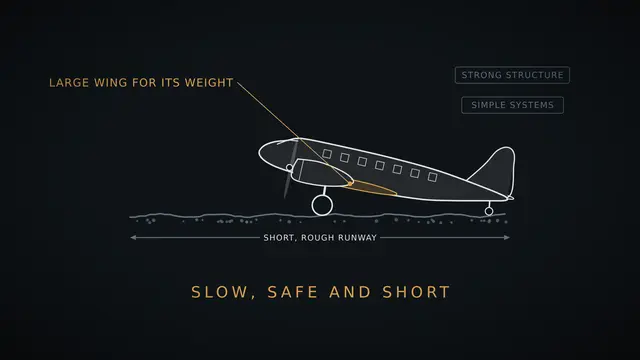 STRONG STRUCTURE
LARGE WING FOR ITS WEIGHT
SIMPLE SYSTEMS
SHORT, ROUGH RUNWAY
SLOW, SAFE AND SHORT